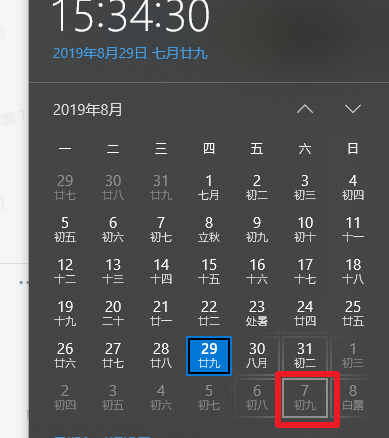 15:34:30
2019年8月29日 七月廿九
2019年8月
一 二 三 四 五 六 日
29 30 31 1 2 3 4
廿七 廿八 廿九 七月 初二 初三 初四
5 6 7 8 9 10 11
初五 初六 初七 立秋 初九 初十 十一
12 13 14 15 16 17 18
十二 十三 十四 十五 十六 十七 十八
19 20 21 22 23 24 25
十九 二十 廿一 廿二 处暑 廿四 廿五
26 27 28 29 30 31 1
廿六 廿七 廿八 廿九 八月 初二 初三
2 3 4 5 6 7 8
初四 初五 初六 初七 初八 初九 白露